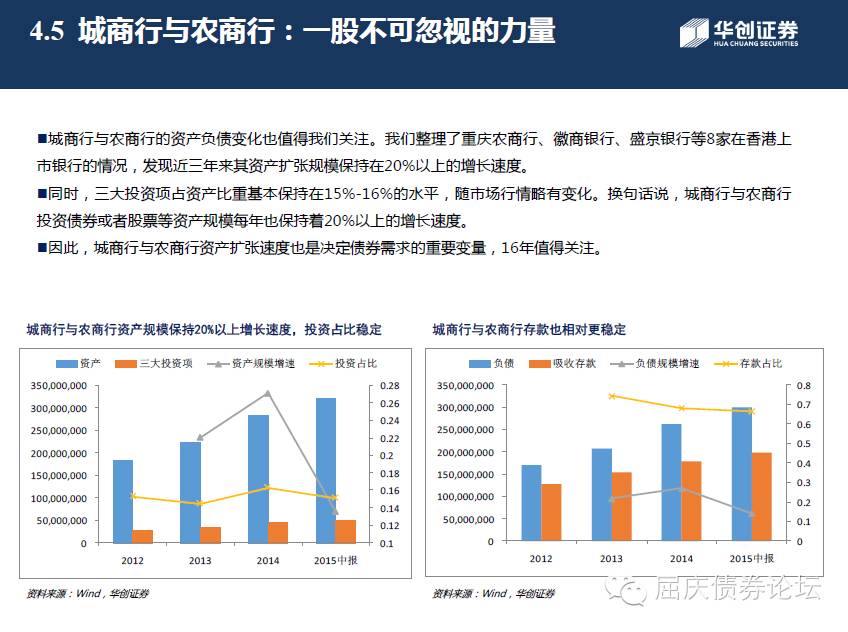 4.5 城商行与农商行：一股不可忽视的力量
华创证券
HUA CHUANG SECURITIES
■城商行与农商行的资产负债变化也值得我们关注。我们整理了重庆农商行、徽商银行、盛京银行等8家在香港上
市银行的情况，发现近三年来其资产扩张规模保持在20%以上的增长速度。
■同时，三大投资项占资产比重基本保持在15%-16%的水平，随市场行情略有变化。换句话说，城商行与农商行
投资债券或者股票等资产规模每年也保持着20%以上的增长速度。
■因此，城商行与农商行资产扩张速度也是决定债券需求的重要变量，16年值得关注。
城商行与农商行资产规模保持20%以上增长速度，投资占比稳定
资产 三大投资项 资产规模增速 投资占比
350,000,000
300,000,000
250,000,000
200,000,000
150,000,000
100,000,000
50,000,000
0
0.28
0.26
0.24
0.22
0.2
0.18
0.16
0.14
0.12
0.1
2012 2013 2014 2015中报
资料来源：Wind，华创证券
城商行与农商行存款也相对更稳定
负债 吸收存款 负债规模增速 存款占比
350,000,000
300,000,000
250,000,000
200,000,000
150,000,000
100,000,000
50,000,000
0
0.8
0.7
0.6
0.5
0.4
0.3
0.2
0.1
0
2012 2013 2014 2015中报
资料来源：Wind，华创证券
屈庆债券论坛